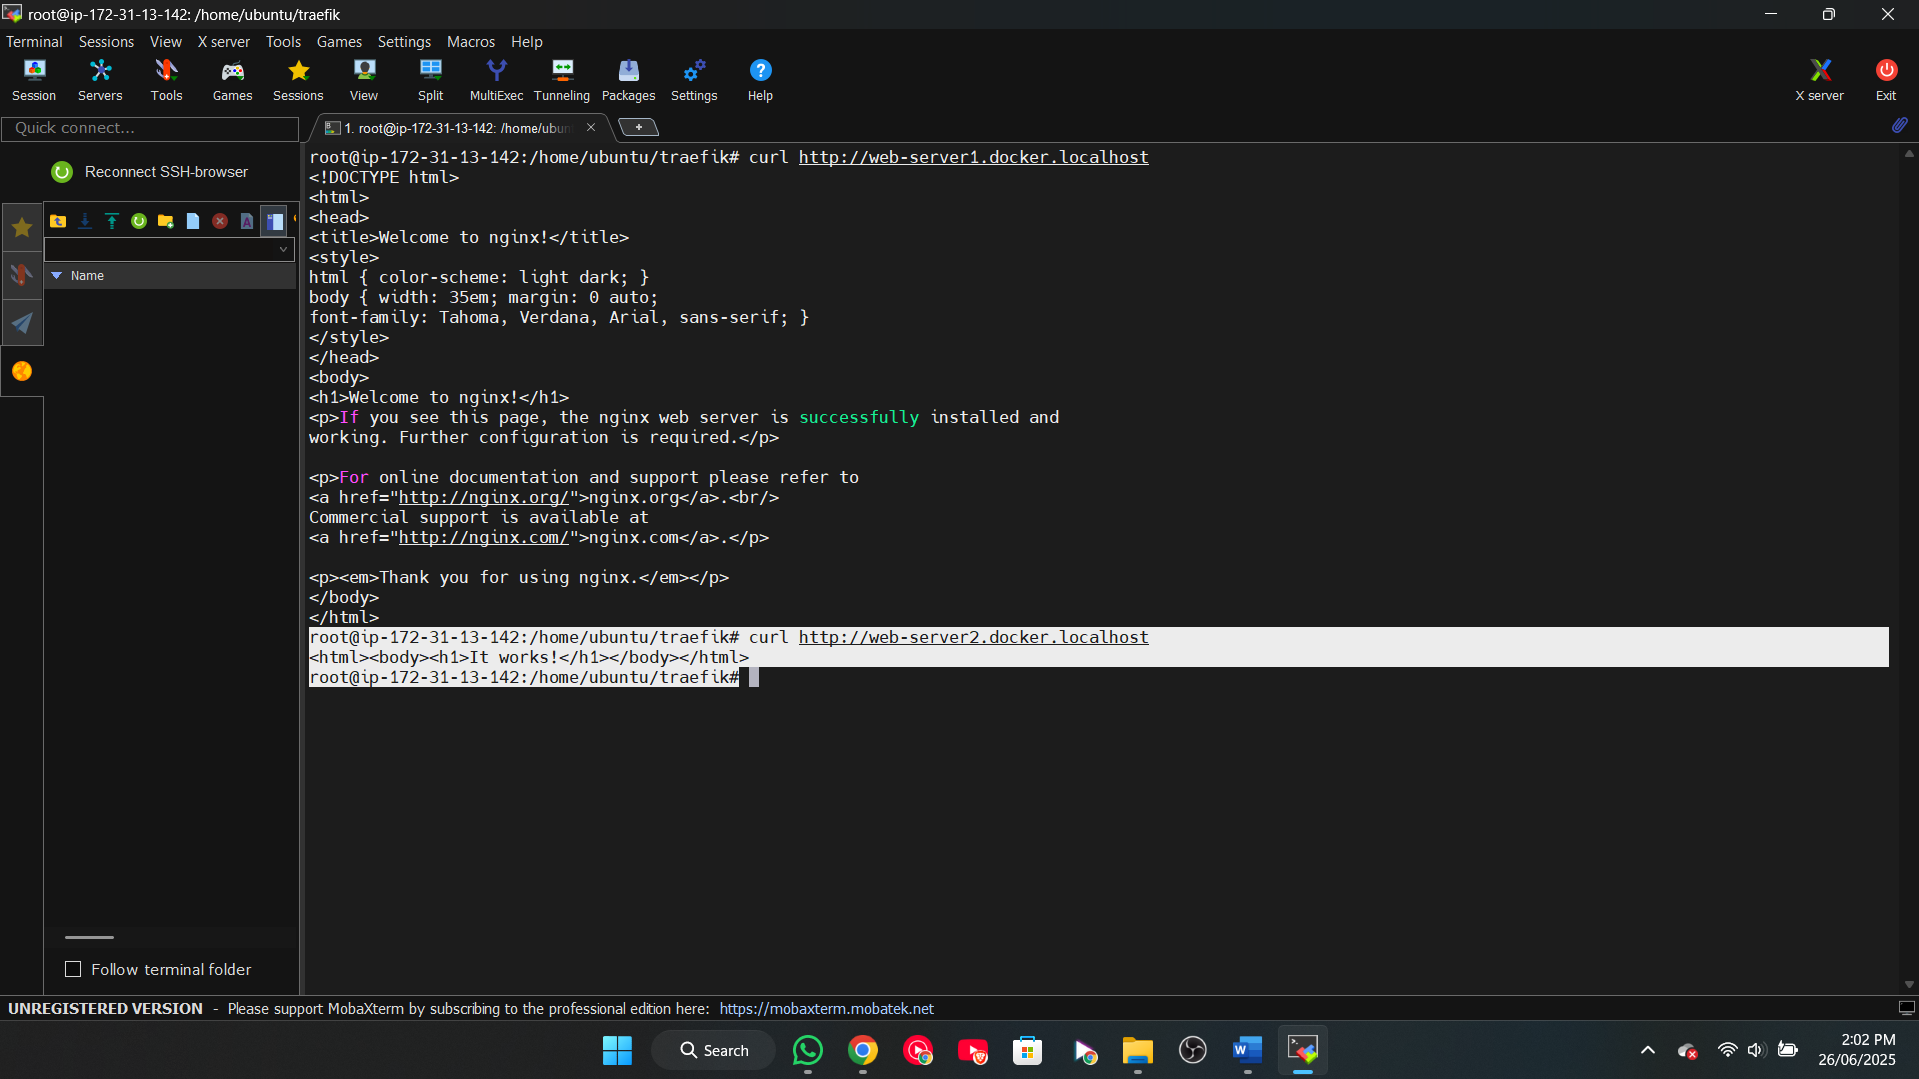 root@ip-172-31-13-142: /home/ubuntu/traefik
Terminal Sessions View X server Tools Games Settings Macros Help
Session Servers Tools Games Sessions View Split MultiExec Tunneling Packages Settings Help X server Exit
Quick connect...
1. root@ip-172-31-13-142: /home/ubun
Reconnect SSH-browser
Name
root@ip-172-31-13-142:/home/ubuntu/traefik# curl http://web-server1.docker.localhost
<!DOCTYPE html>
<html>
<head>
<title>Welcome to nginx!</title>
<style>
html { color-scheme: light dark; }
body { width: 35em; margin: 0 auto;
font-family: Tahoma, Verdana, Arial, sans-serif; }
</style>
</head>
<body>
<h1>Welcome to nginx!</h1>
<p>If you see this page, the nginx web server is successfully installed and
working. Further configuration is required.</p>
<p>For online documentation and support please refer to
<a href="http://nginx.org/">nginx.org</a>.<br/>
Commercial support is available at
<a href="http://nginx.com/">nginx.com</a>.</p>
<p><em>Thank you for using nginx.</em></p>
</body>
</html>
root@ip-172-31-13-142:/home/ubuntu/traefik# curl http://web-server2.docker.localhost
<html><body><h1>It works!</h1></body></html>
root@ip-172-31-13-142:/home/ubuntu/traefik#
Follow terminal folder
UNREGISTERED VERSION - Please support MobaXterm by subscribing to the professional edition here: https://mobaxterm.mobatek.net
Search
2:02 PM
26/06/2025